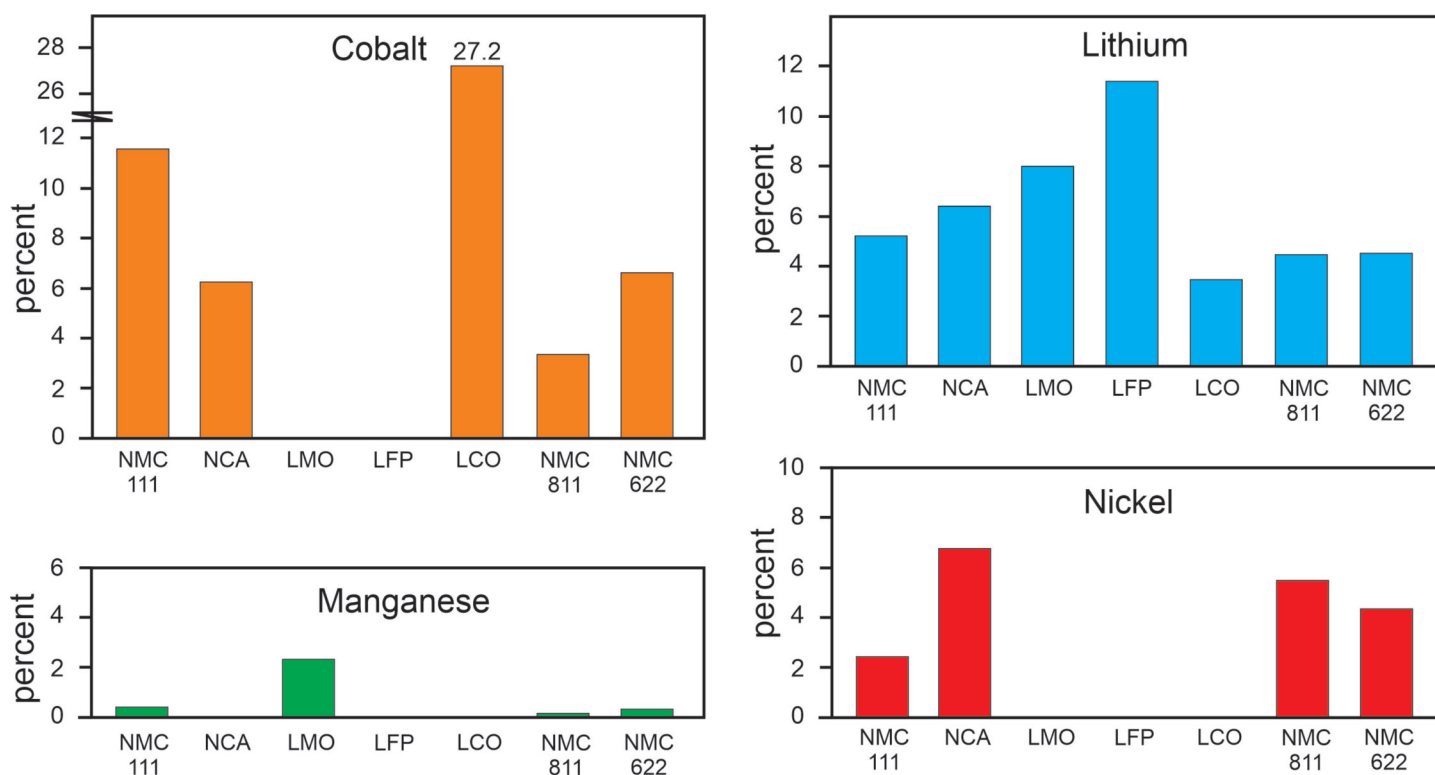 Cobalt
27.2
percent
28
26
12
10
8
6
4
2
0
NMC NCA LMO LFP LCO NMC NMC
111 811 622
Lithium
percent
12
10
8
6
4
2
0
NMC NCA LMO LFP LCO NMC NMC
111 811 622
Manganese
percent
6
4
2
0
NMC NCA LMO LFP LCO NMC NMC
111 811 622
Nickel
percent
10
8
6
4
2
0
NMC NCA LMO LFP LCO NMC NMC
111 811 622